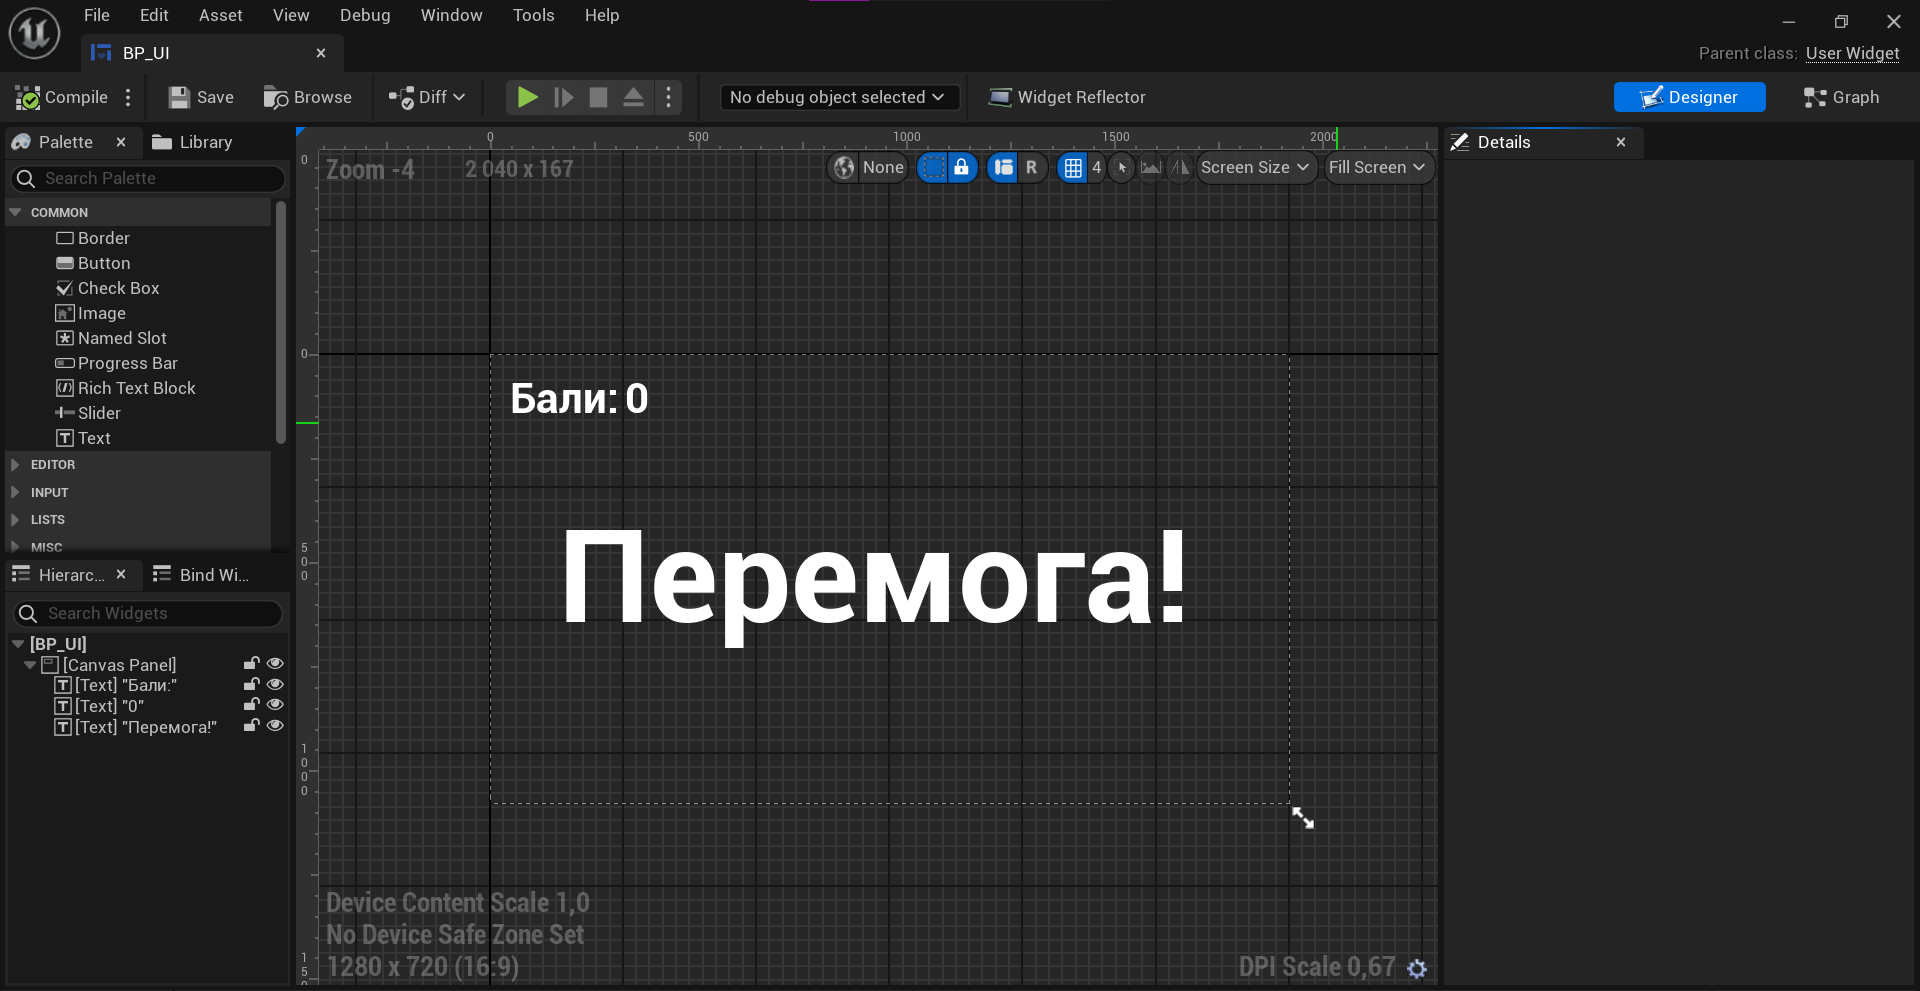 File Edit Asset View Debug Window Tools Help
BP_UI
Parent class: User Widget
Compile Save Browse Diff No debug object selected Widget Reflector Designer Graph
Palette Library
Search Palette
COMMON
Border
Button
Check Box
Image
Named Slot
Progress Bar
Rich Text Block
Slider
Text
EDITOR
INPUT
LISTS
MISC
Hierarc... Bind Wi...
Search Widgets
[BP_UI]
[Canvas Panel]
[Text] "Бали:"
[Text] "0"
[Text] "Перемога!"
0 500 1000 1500 2000
Zoom -4 2 040 x 167
None R 4 Screen Size Fill Screen
0
0
500
1000
15
Бали: 0
Перемога!
Device Content Scale 1,0
No Device Safe Zone Set
1280 x 720 (16:9)
DPI Scale 0,67
Details